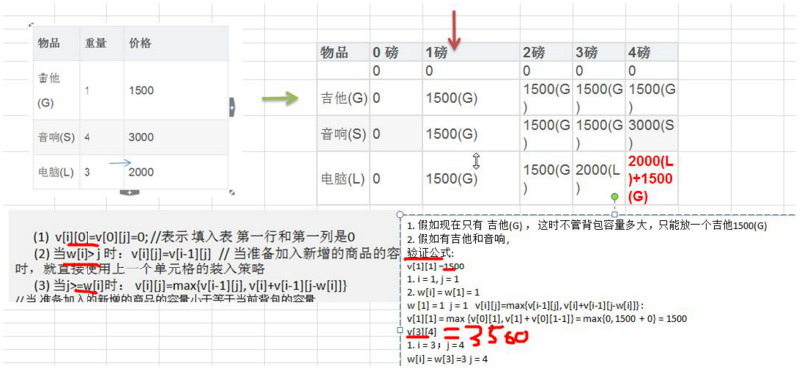 物品 重量 价格
吉他
(G) 1 1500
音响(S) 4 3000
电脑(L) 3 2000
物品 0 磅 1磅 2磅 3磅 4磅
0 0 0 0 0
吉他(G) 0 1500(G) 1500(G) 1500(G) 1500(G)
音响(S) 0 1500(G) 1500(G) 1500(G) 3000(S)
电脑(L) 0 1500(G) 1500(G) 2000(L) 2000(L)+1500(G)
(1) v[i][0]=v[0][j]=0; //表示 填入表 第一行和第一列是0
(2) 当w[i]> j 时：v[i][j]=v[i-1][j] // 当准备加入新增的商品的容
时，就直接使用上一个单元格的装入策略
(3) 当j>=w[i]时： v[i][j]=max{v[i-1][j], v[i]+v[i-1][j-w[i]]}
//当 准备加入的新增的商品的容量小于等于当前背包的容量
1. 假如现在只有 吉他(G) ， 这时不管背包容量多大，只能放一个吉他1500(G)
2. 假如有吉他和音响，
验证公式:
v[1][1] =1500
1. i = 1, j = 1
2. w[i] = w[1] = 1
w [1] = 1 j = 1 v[i][j]=max{v[i-1][j], v[i]+v[i-1][j-w[i]]} :
v[1][1] = max {v[0][1], v[1] + v[0][1-1]} = max{0, 1500 + 0} = 1500
v[3][4] =3500
1. i = 3；j = 4
w[i] = w[3] =3 j = 4